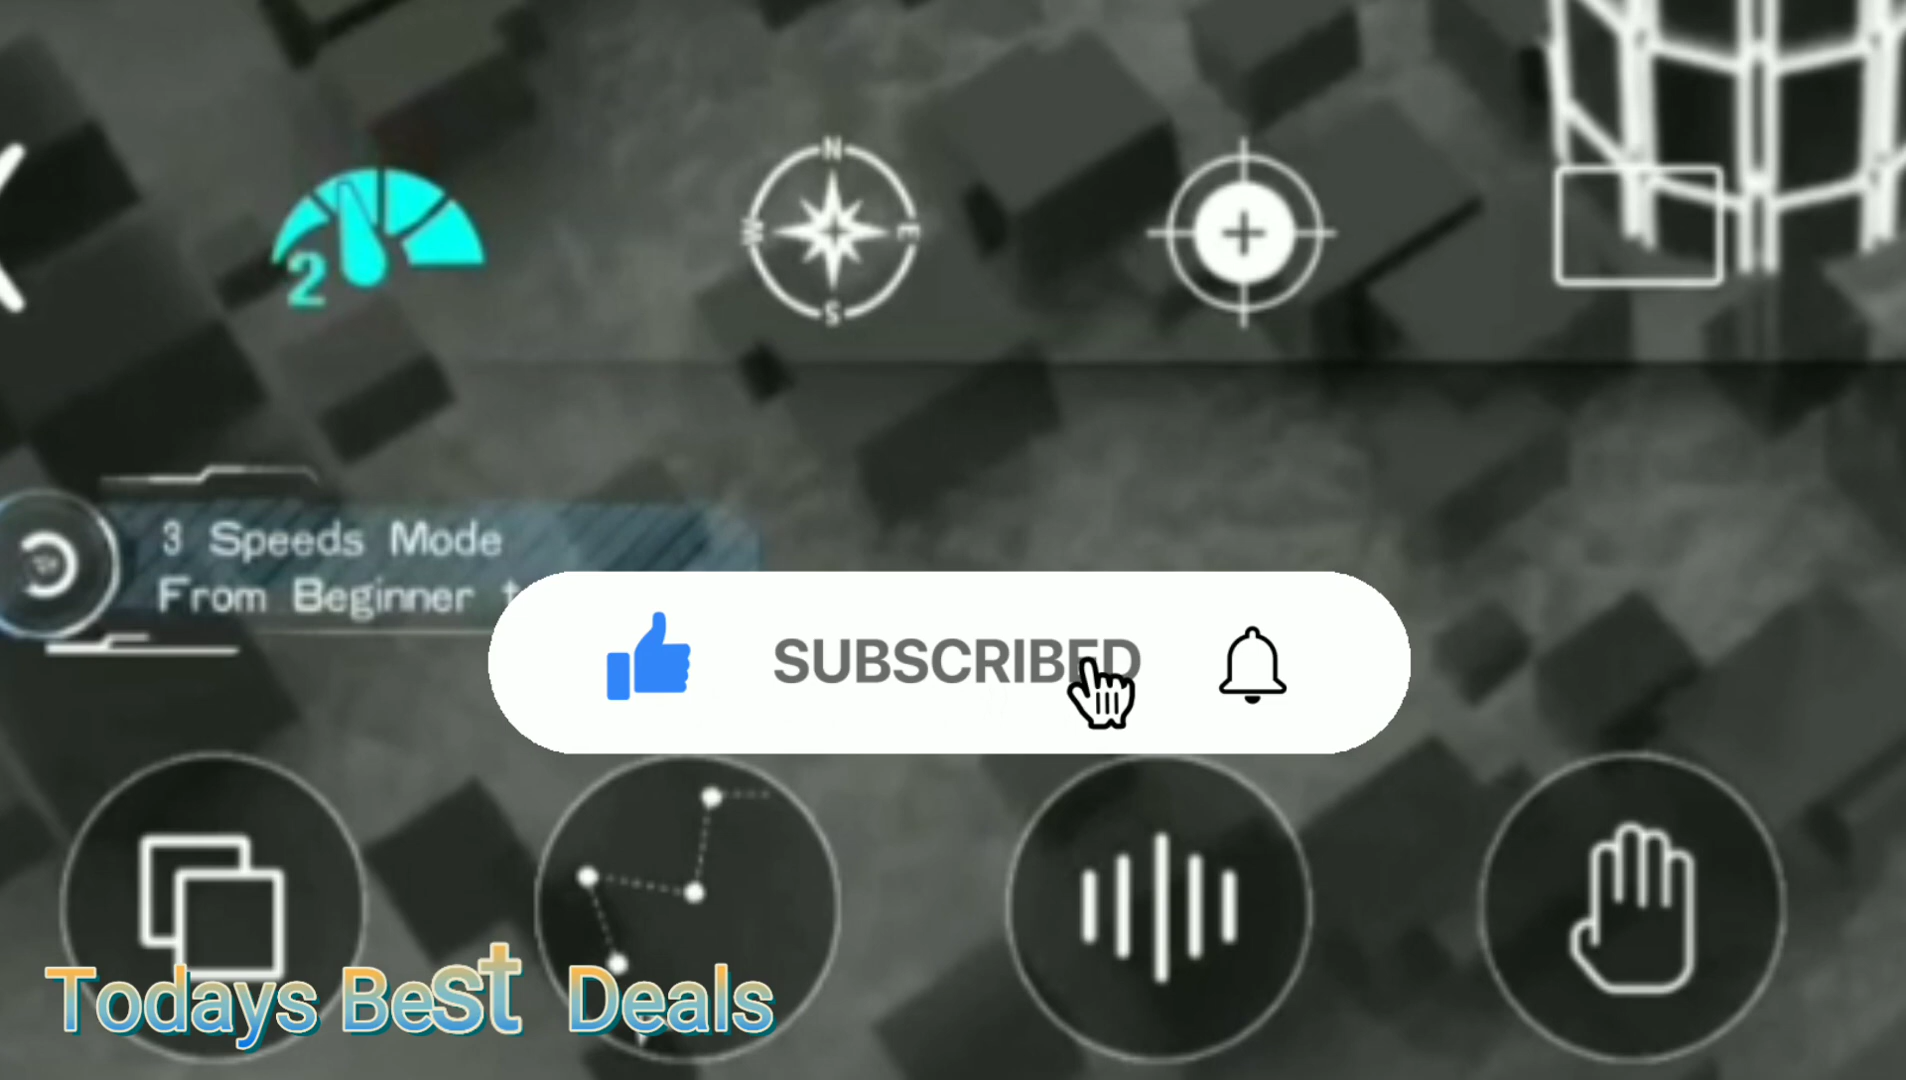 N
W E
S
2
3 Speeds Mode
From Beginner t
SUBSCRIBED
Todays Best Deals